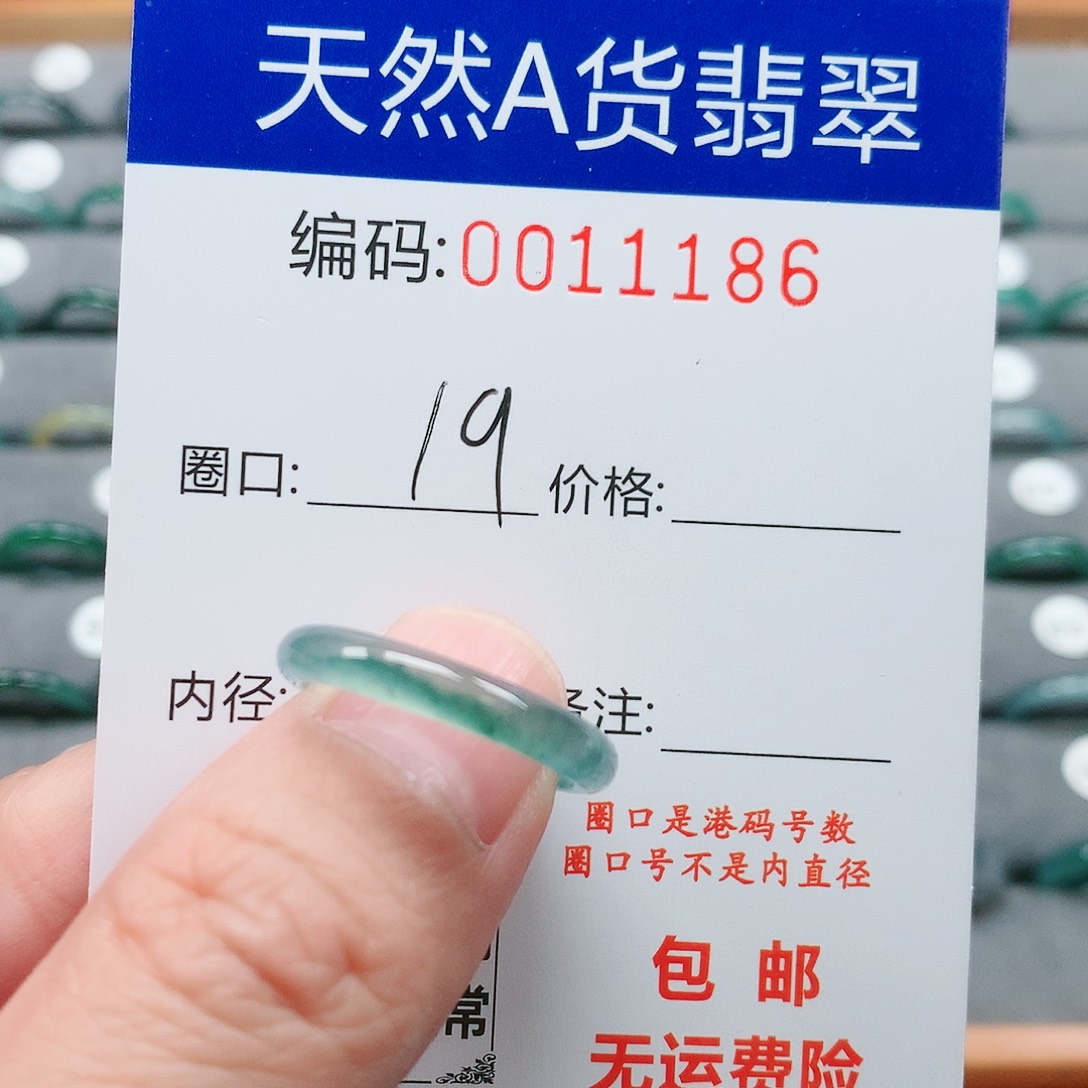 天然A货翡翠
编码:0011186
圈口: 19 价格:
内径: 备注:
圈口是港码号数
圈口号不是内直径
包 邮
常
无运费险